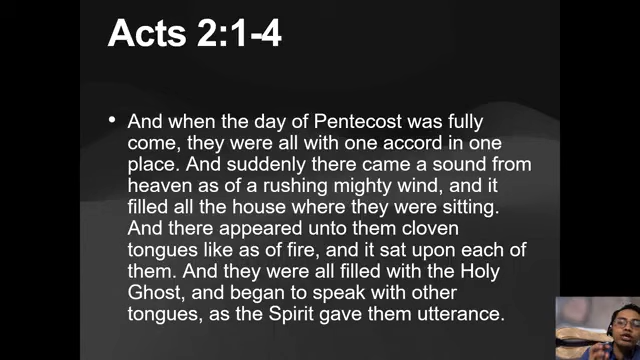 Acts 2:1-4
• And when the day of Pentecost was fully
come, they were all with one accord in one
place. And suddenly there came a sound from
heaven as of a rushing mighty wind, and it
filled all the house where they were sitting.
And there appeared unto them cloven
tongues like as of fire, and it sat upon each of
them. And they were all filled with the Holy
Ghost, and began to speak with other
tongues, as the Spirit gave them utterance.